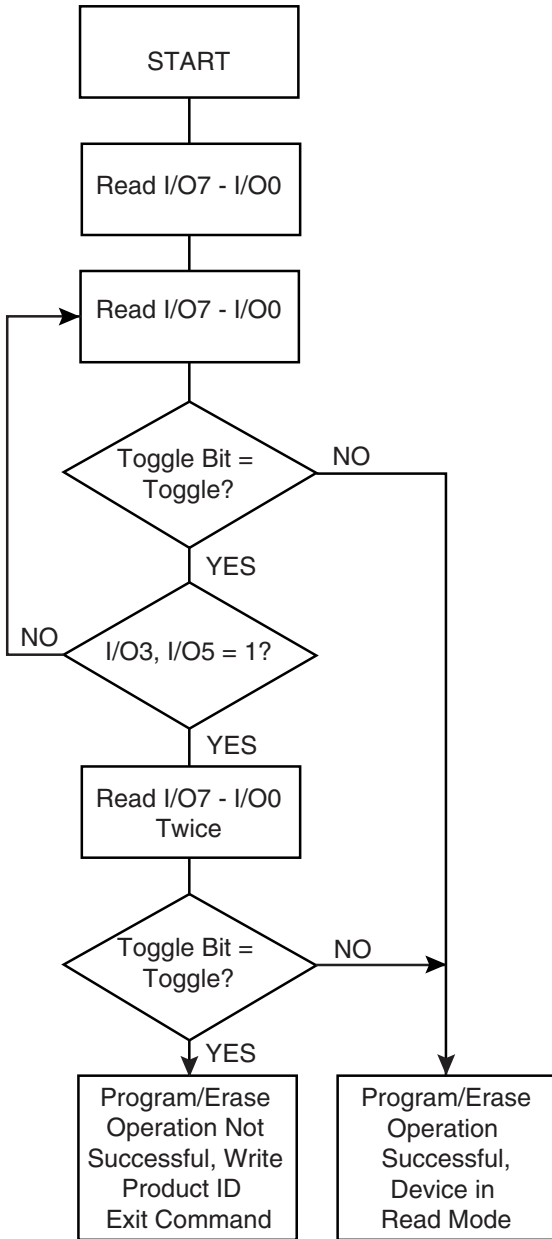 START
Read I/O7 - I/O0
Read I/O7 - I/O0
Toggle Bit =
Toggle?
NO
YES
NO
I/O3, I/O5 = 1?
YES
Read I/O7 - I/O0
Twice
Toggle Bit =
Toggle?
NO
YES
Program/Erase
Operation Not
Successful, Write
Product ID
Exit Command
Program/Erase
Operation
Successful,
Device in
Read Mode